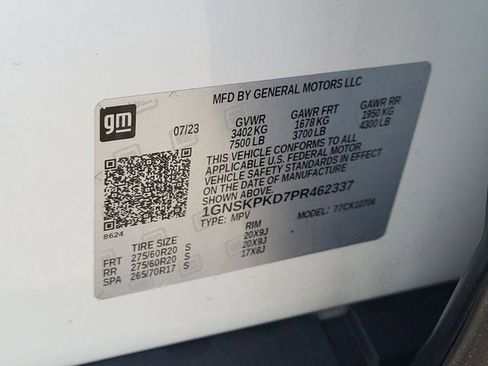 MFD BY GENERAL MOTORS LLC
gm
07/23
GVWR GAWR FRT GAWR RR
3402 KG 1678 KG 1950 KG
7500 LB 3700 LB 4300 LB
THIS VEHICLE CONFORMS TO ALL
APPLICABLE U.S. FEDERAL MOTOR
VEHICLE SAFETY STANDARDS IN EFFECT
ON THE DATE OF MANUFACTURE
SHOWN ABOVE.
1GNSKPKD7PR462337
TYPE: MPV MODEL: 77CK10706
8624
TIRE SIZE RIM
FRT 275/60R20 S 20X9J
RR 275/60R20 S 20X9J
SPA 265/70R17 S 17X8J